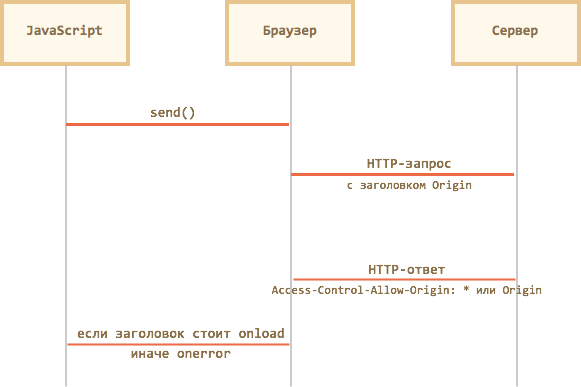 JavaScript
Браузер
Сервер
send()
HTTP-запрос
с заголовком Origin
HTTP-ответ
Access-Control-Allow-Origin: * или Origin
если заголовок стоит onload
иначе onerror